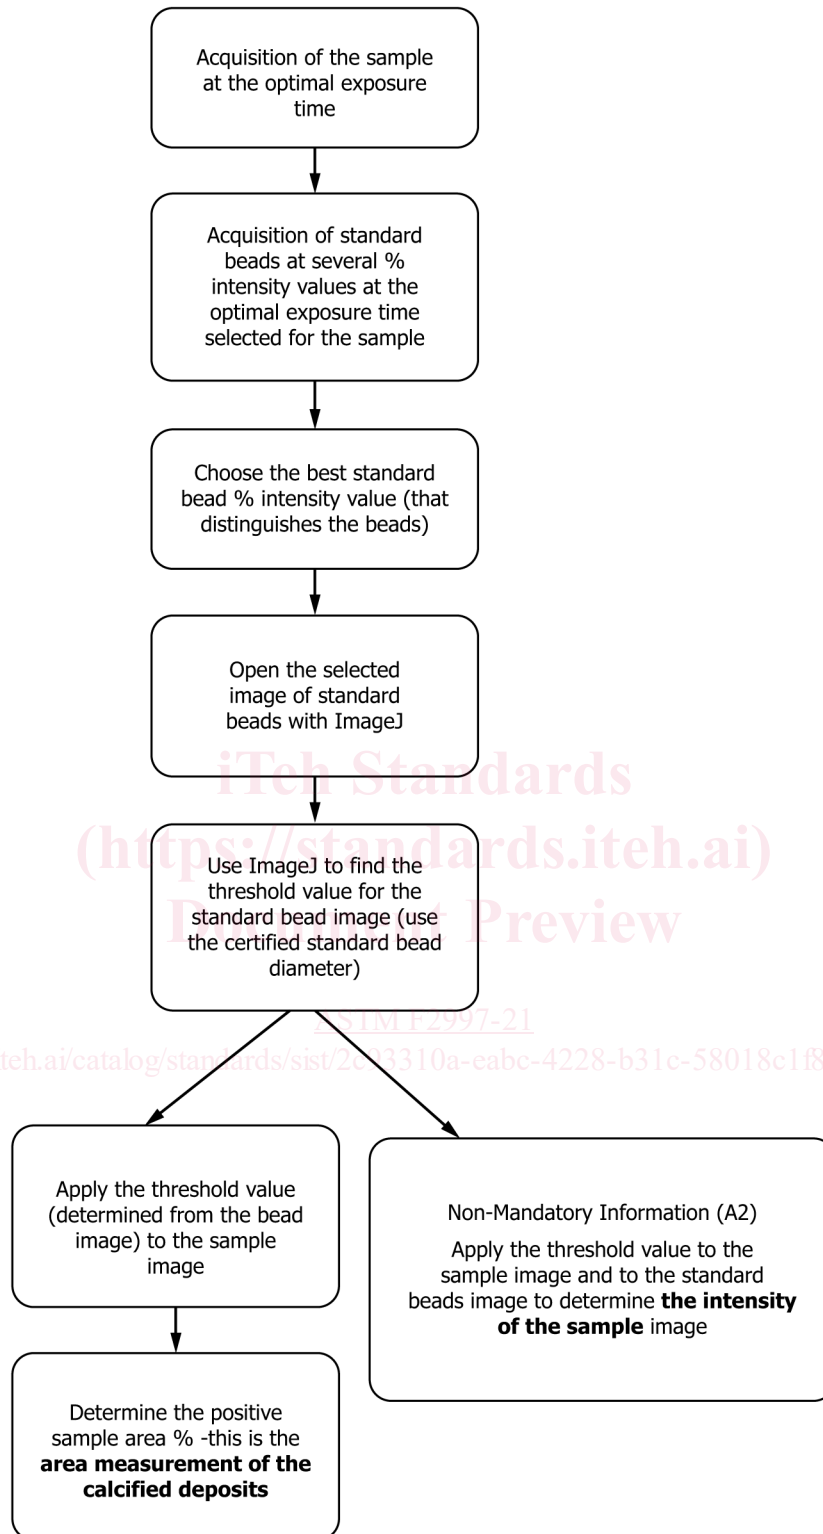 Acquisition of the sample
at the optimal exposure
time
Acquisition of standard
beads at several %
intensity values at the
optimal exposure time
selected for the sample
Choose the best standard
bead % intensity value (that
distinguishes the beads)
Open the selected
image of standard
beads with ImageJ
iTeh Standards
(https://standards.iteh.ai)
Document Preview
Use ImageJ to find the
threshold value for the
standard bead image (use
the certified standard bead
diameter)
ASTM F2997-21
teh.ai/catalog/standards/sist/2c93310a-eabc-4228-b31c-58018c1f8
Apply the threshold value
(determined from the bead
image) to the sample
image
Non-Mandatory Information (A2)
Apply the threshold value to the
sample image and to the standard
beads image to determine the intensity
of the sample image
Determine the positive
sample area % -this is the
area measurement of the
calcified deposits